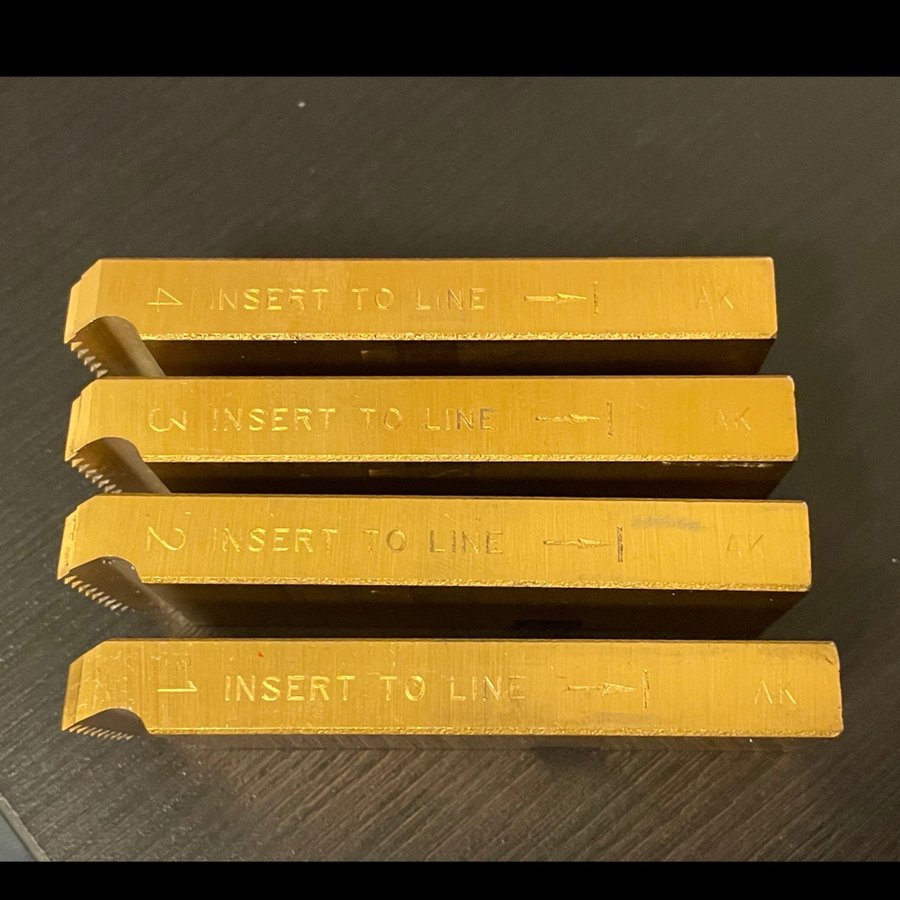 4 INSERT TO LINE AK
3 INSERT TO LINE AK
2 INSERT TO LINE AK
1 INSERT TO LINE AK